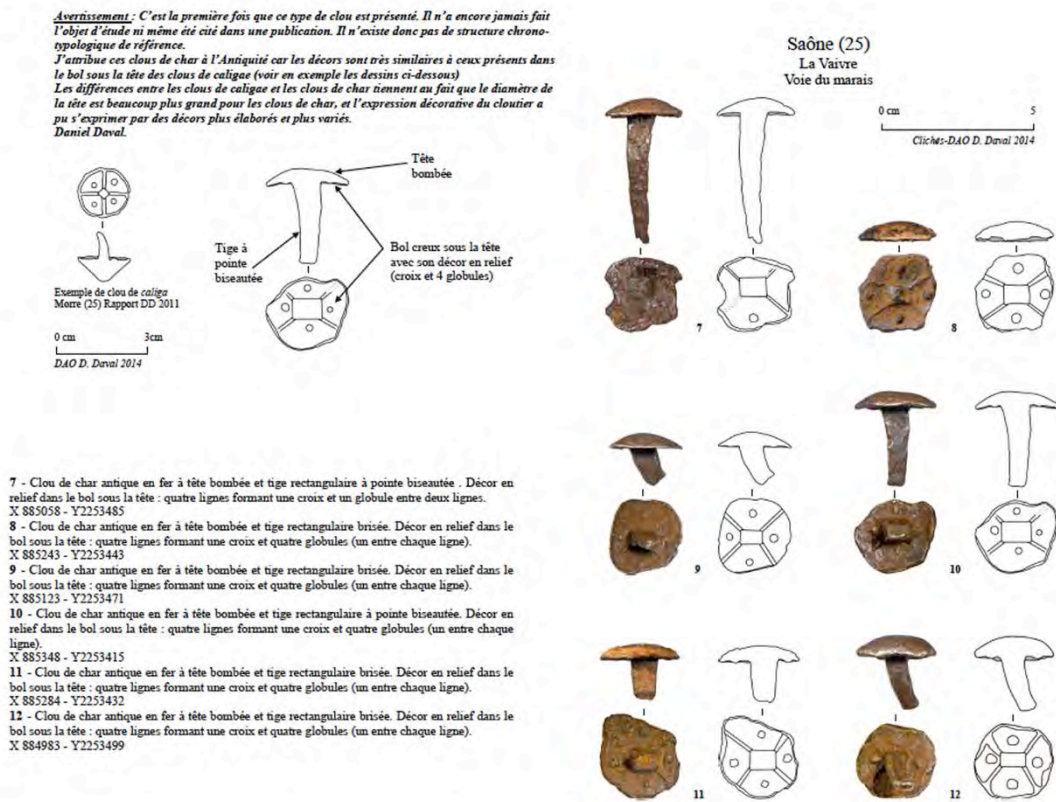 Avertissement : C'est la première fois que ce type de clou est présenté. Il n'a encore jamais fait
l'objet d'étude ni même été cité dans une publication. Il n'existe donc pas de structure chrono-
typologique de référence.
J'attribue ces clous de char à l'Antiquité car les décors sont très similaires à ceux présents dans
le bol sous la tête des clous de caligae (voir en exemple les dessins ci-dessous)
Les différences entre les clous de caligae et les clous de char tiennent au fait que le diamètre de
la tête est beaucoup plus grand pour les clous de char, et l'expression décorative du cloutier a
pu s'exprimer par des décors plus élaborés et plus variés.
Daniel Daval.
Tête
bombée
Tige à
pointe
biseautée
Bol creux sous la tête
avec son décor en relief
(croix et 4 globules)
Exemple de clou de caliga
Morre (25) Rapport DD 2011
0 cm 3cm
DAO D. Daval 2014
7 - Clou de char antique en fer à tête bombée et tige rectangulaire à pointe biseautée . Décor en
relief dans le bol sous la tête : quatre lignes formant une croix et un globule entre deux lignes.
X 885058 - Y2253485
8 - Clou de char antique en fer à tête bombée et tige rectangulaire brisée. Décor en relief dans le
bol sous la tête : quatre lignes formant une croix et quatre globules (un entre chaque ligne).
X 885243 - Y2253443
9 - Clou de char antique en fer à tête bombée et tige rectangulaire brisée. Décor en relief dans le
bol sous la tête : quatre lignes formant une croix et quatre globules (un entre chaque ligne).
X 885123 - Y2253471
10 - Clou de char antique en fer à tête bombée et tige rectangulaire à pointe biseautée. Décor en
relief dans le bol sous la tête : quatre lignes formant une croix et quatre globules (un entre chaque
ligne).
X 885348 - Y2253415
11 - Clou de char antique en fer à tête bombée et tige rectangulaire brisée. Décor en relief dans le
bol sous la tête : quatre lignes formant une croix et quatre globules (un entre chaque ligne).
X 885284 - Y2253432
12 - Clou de char antique en fer à tête bombée et tige rectangulaire brisée. Décor en relief dans le
bol sous la tête : quatre lignes formant une croix et quatre globules (un entre chaque ligne).
X 884983 - Y2253499
Saône (25)
La Vaivre
Voie du marais
0 cm 5
Clichés-DAO D. Daval 2014
7
8
9
10
11
12